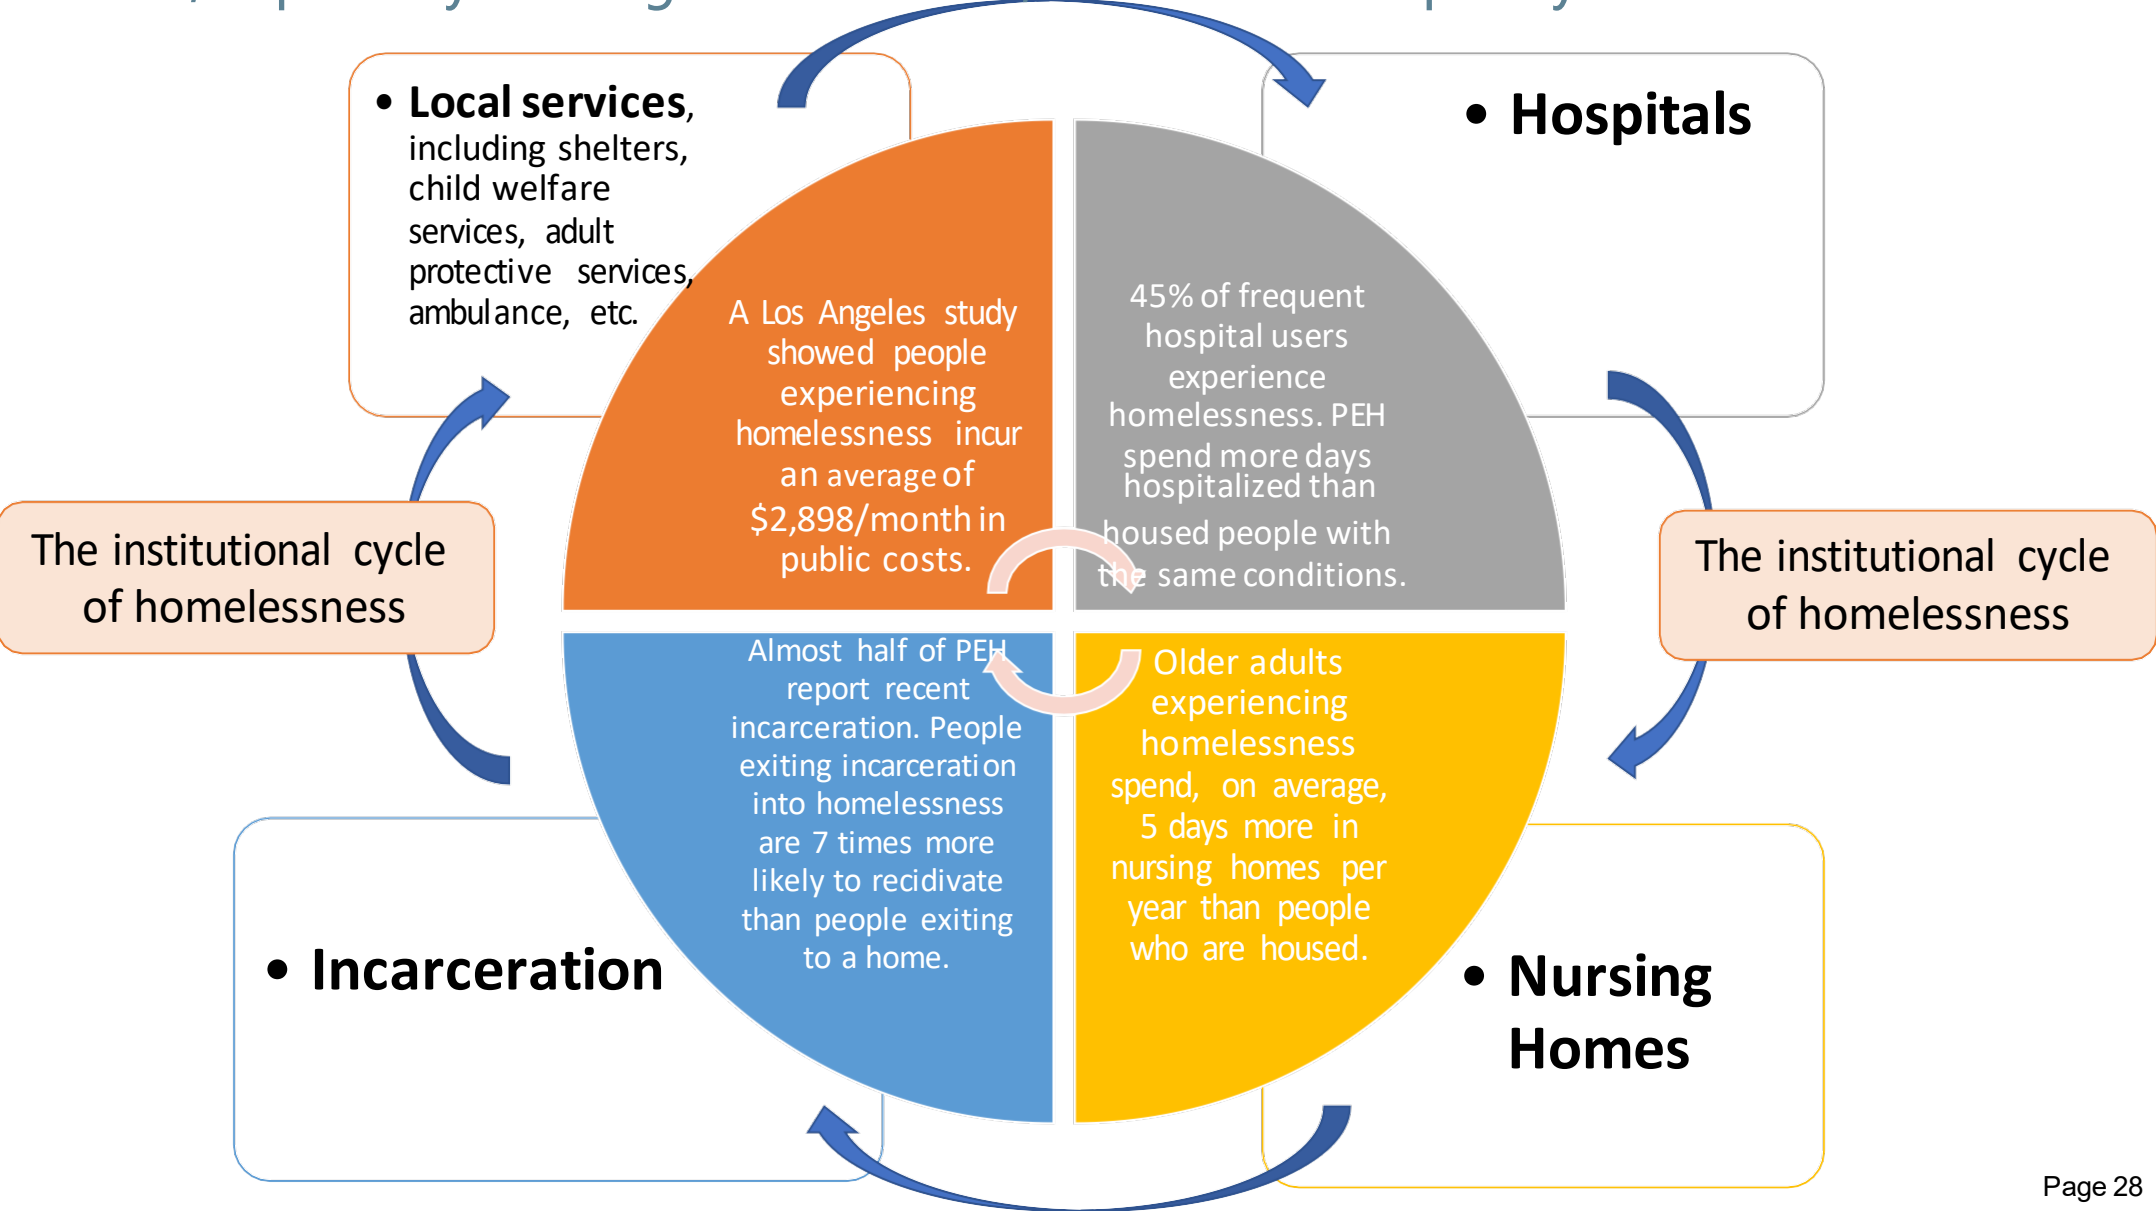 • Local services,
including shelters,
child welfare
services, adult
protective services,
ambulance, etc.
• Hospitals
A Los Angeles study
showed people
experiencing
homelessness incur
an average of
$2,898/month in
public costs.
45% of frequent
hospital users
experience
homelessness. PEH
spend more days
hospitalized than
housed people with
the same conditions.
The institutional cycle
of homelessness
The institutional cycle
of homelessness
Almost half of PEH
report recent
incarceration. People
exiting incarceration
into homelessness
are 7 times more
likely to recidivate
than people exiting
to a home.
Older adults
experiencing
homelessness
spend, on average,
5 days more in
nursing homes per
year than people
who are housed.
• Incarceration
• Nursing
Homes
Page 28